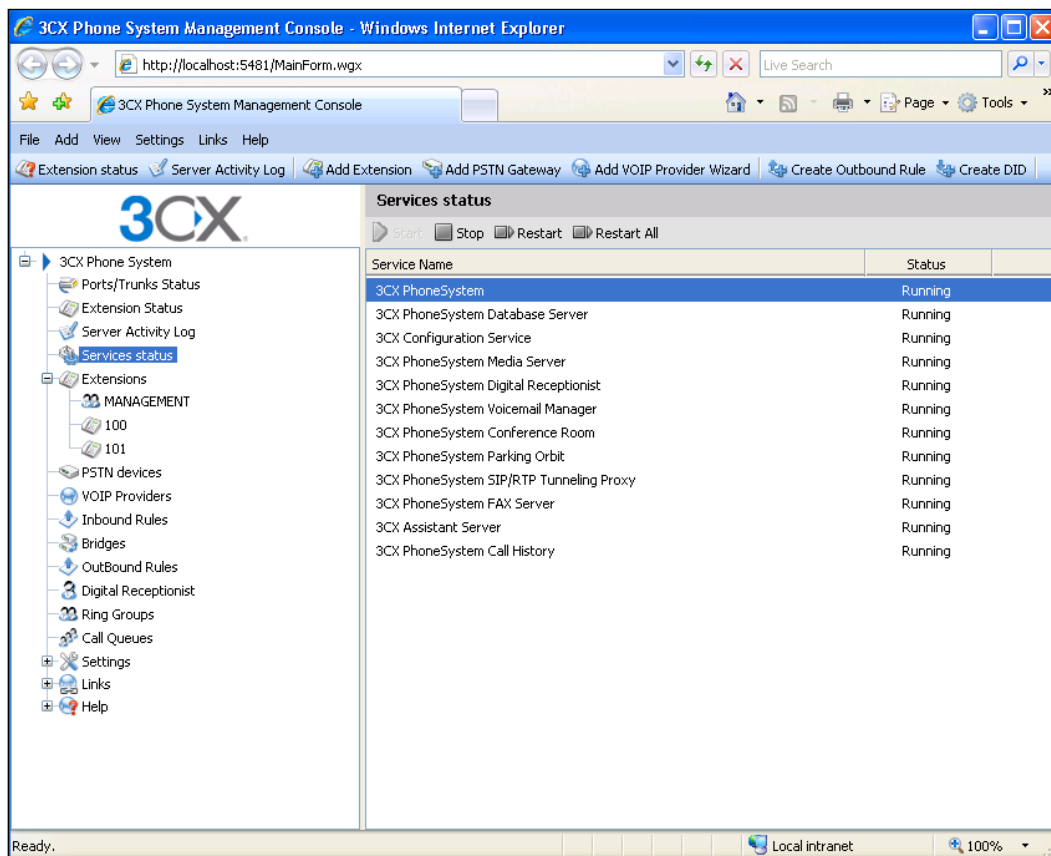 3CX Phone System Management Console - Windows Internet Explorer
http://localhost:5481/MainForm.wgx
Live Search
3CX Phone System Management Console
Page
Tools
File Add View Settings Links Help
Extension status Server Activity Log Add Extension Add PSTN Gateway Add VOIP Provider Wizard Create Outbound Rule Create DID
3CX
Services status
Start Stop Restart Restart All
3CX Phone System
Ports/Trunks Status
Extension Status
Server Activity Log
Services status
Extensions
MANAGEMENT
100
101
PSTN devices
VOIP Providers
Inbound Rules
Bridges
OutBound Rules
Digital Receptionist
Ring Groups
Call Queues
Settings
Links
Help
Service Name Status
3CX PhoneSystem Running
3CX PhoneSystem Database Server Running
3CX Configuration Service Running
3CX PhoneSystem Media Server Running
3CX PhoneSystem Digital Receptionist Running
3CX PhoneSystem Voicemail Manager Running
3CX PhoneSystem Conference Room Running
3CX PhoneSystem Parking Orbit Running
3CX PhoneSystem SIP/RTP Tunneling Proxy Running
3CX PhoneSystem FAX Server Running
3CX Assistant Server Running
3CX PhoneSystem Call History Running
Ready.
Local intranet
100%